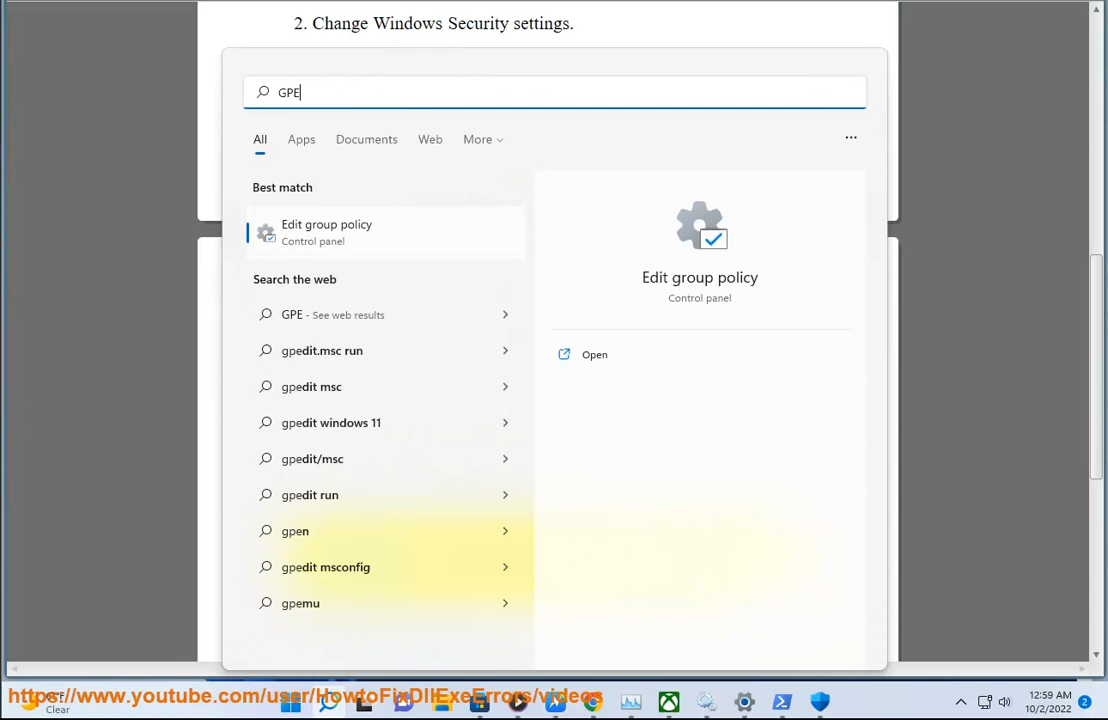 2. Change Windows Security settings.
GPE
All Apps Documents Web More
Best match
Edit group policy
Control panel
Search the web
GPE - See web results
gpedit.msc run
gpedit msc
gpedit windows 11
gpedit/msc
gpedit run
gpen
gpedit msconfig
gpemu
Edit group policy
Control panel
Open
https://www.youtube.com/user/HowtoFixDllExeErrors/videos
Clear
12:59 AM
10/2/2022
2